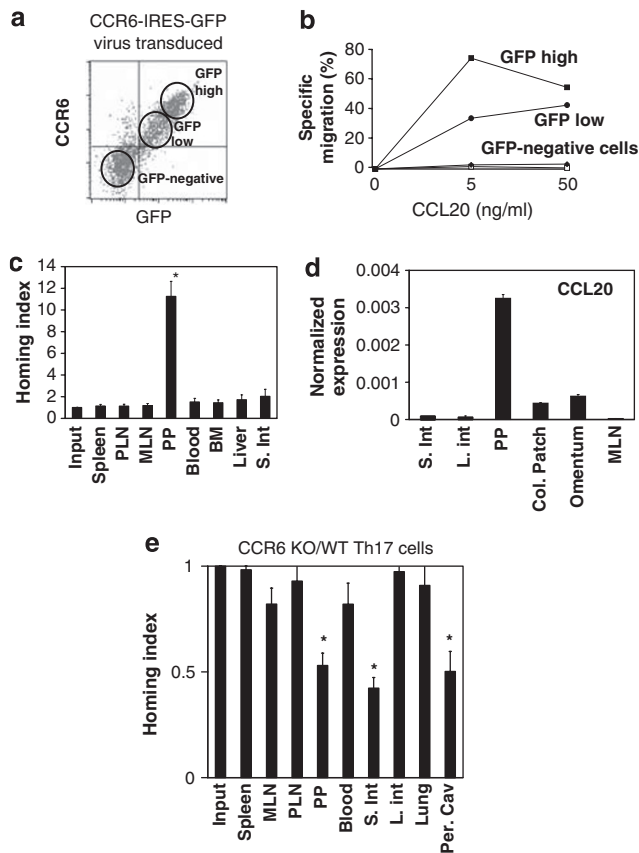 a
CCR6-IRES-GFP
virus transduced
CCR6
GFP
high
GFP
low
GFP-negative
GFP
b
Specific
migration (%)
80
60
40
20
0
GFP high
GFP low
GFP-negative cells
0 5 50
CCL20 (ng/ml)
c
Homing index
14
12
10
8
6
4
2
0
*
Input
Spleen
PLN
MLN
PP
Blood
BM
Liver
S. Int
d
Normalized
expression
0.004
0.003
0.002
0.001
0
CCL20
S. Int
L. int
PP
Col. Patch
Omentum
MLN
e
CCR6 KO/WT Th17 cells
Homing index
1
0.5
0
*
*
*
Input
Spleen
MLN
PLN
PP
Blood
S. Int
L. int
Lung
Per. Cav